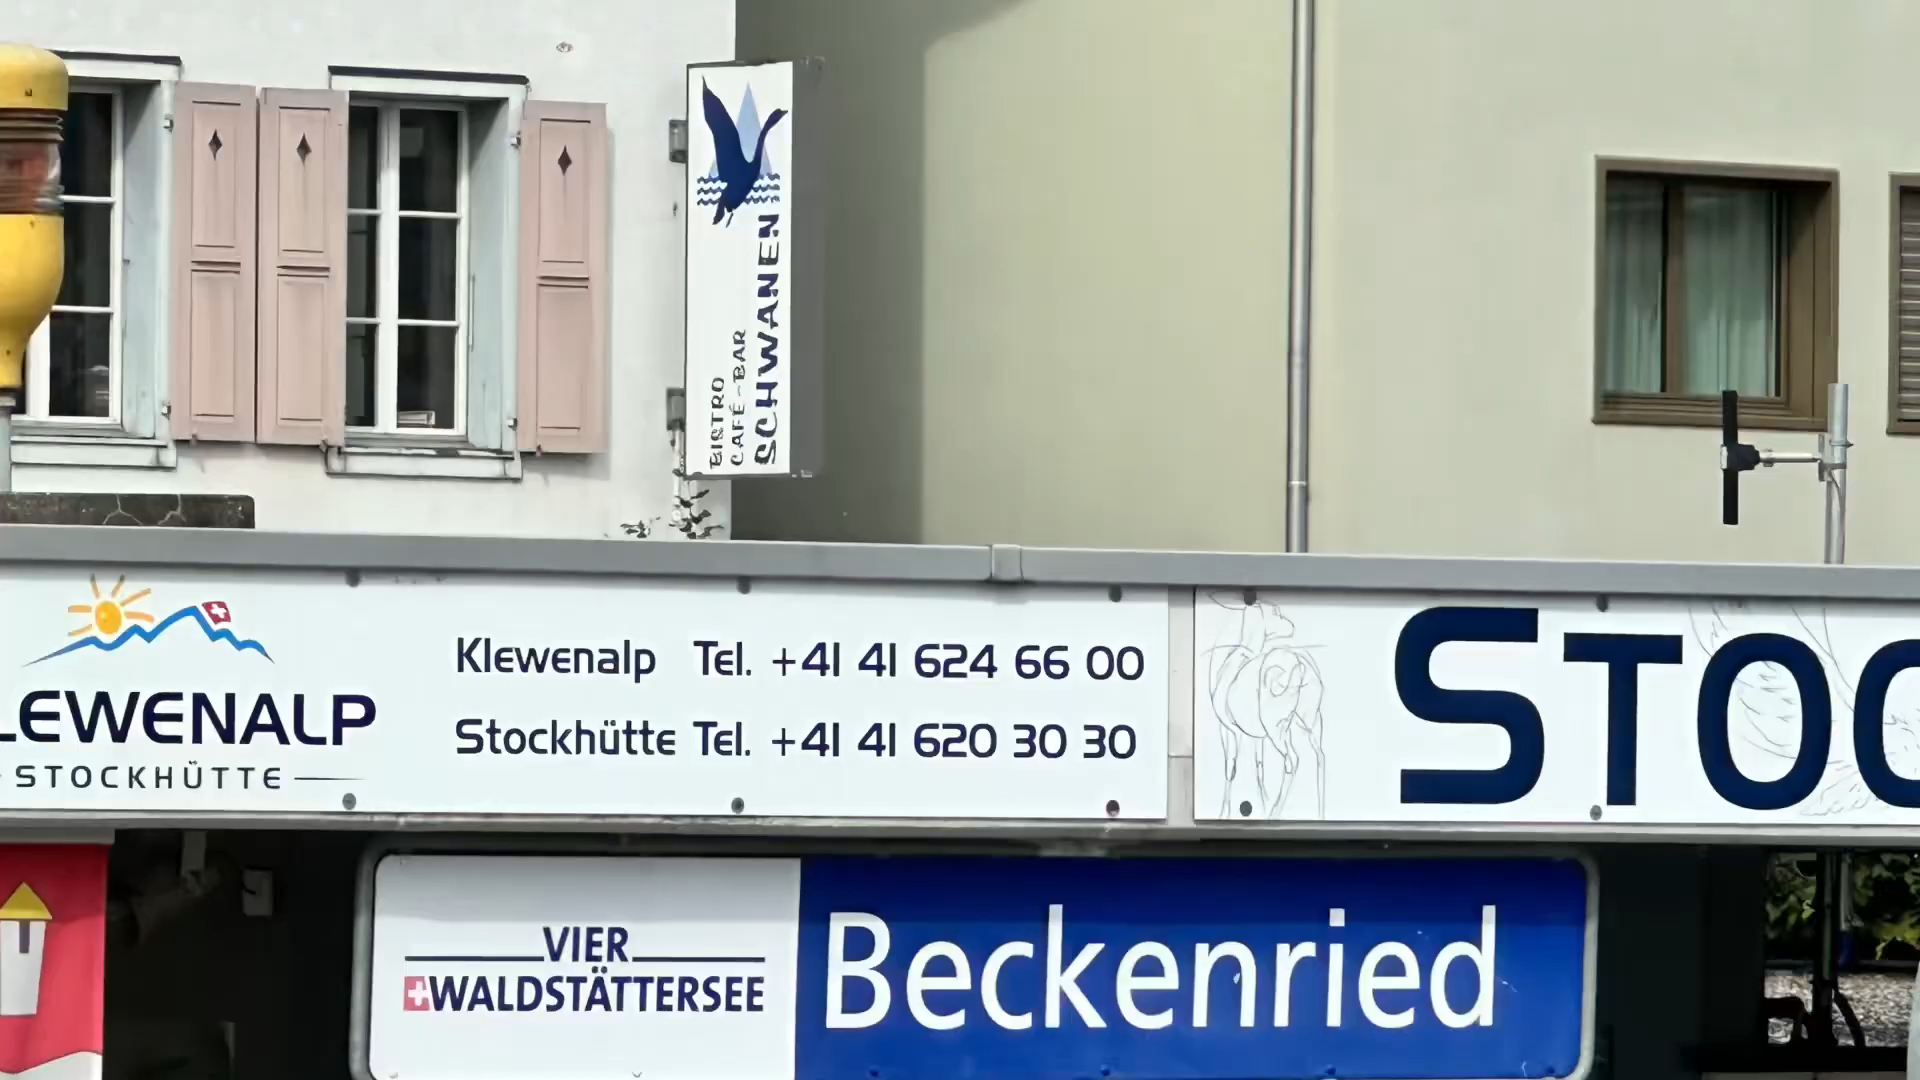 BISTRO
CAFÉ-BAR
SCHWANEN
LEWENALP
STOCKHÜTTE
Klewenalp Tel. +41 41 624 66 00
Stockhütte Tel. +41 41 620 30 30
STOC
VIER
WALDSTÄTTERSEE
Beckenried